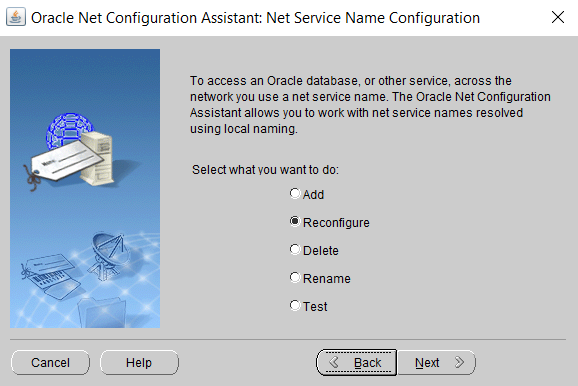 Oracle Net Configuration Assistant: Net Service Name Configuration
To access an Oracle database, or other service, across the
network you use a net service name. The Oracle Net Configuration
Assistant allows you to work with net service names resolved
using local naming.
Select what you want to do:
Add
Reconfigure
Delete
Rename
Test
Cancel
Help
Back
Next